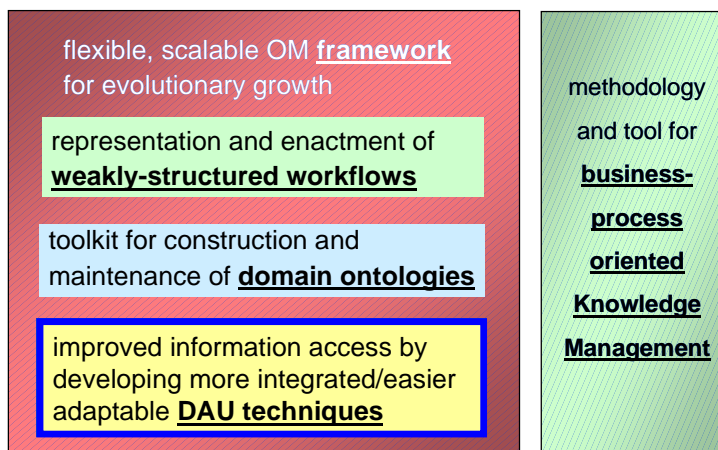 flexible, scalable OM framework
for evolutionary growth
representation and enactment of
weakly-structured workflows
toolkit for construction and
maintenance of domain ontologies
improved information access by
developing more integrated/easier
adaptable DAU techniques
methodology
and tool for
business-
process
oriented
Knowledge
Management